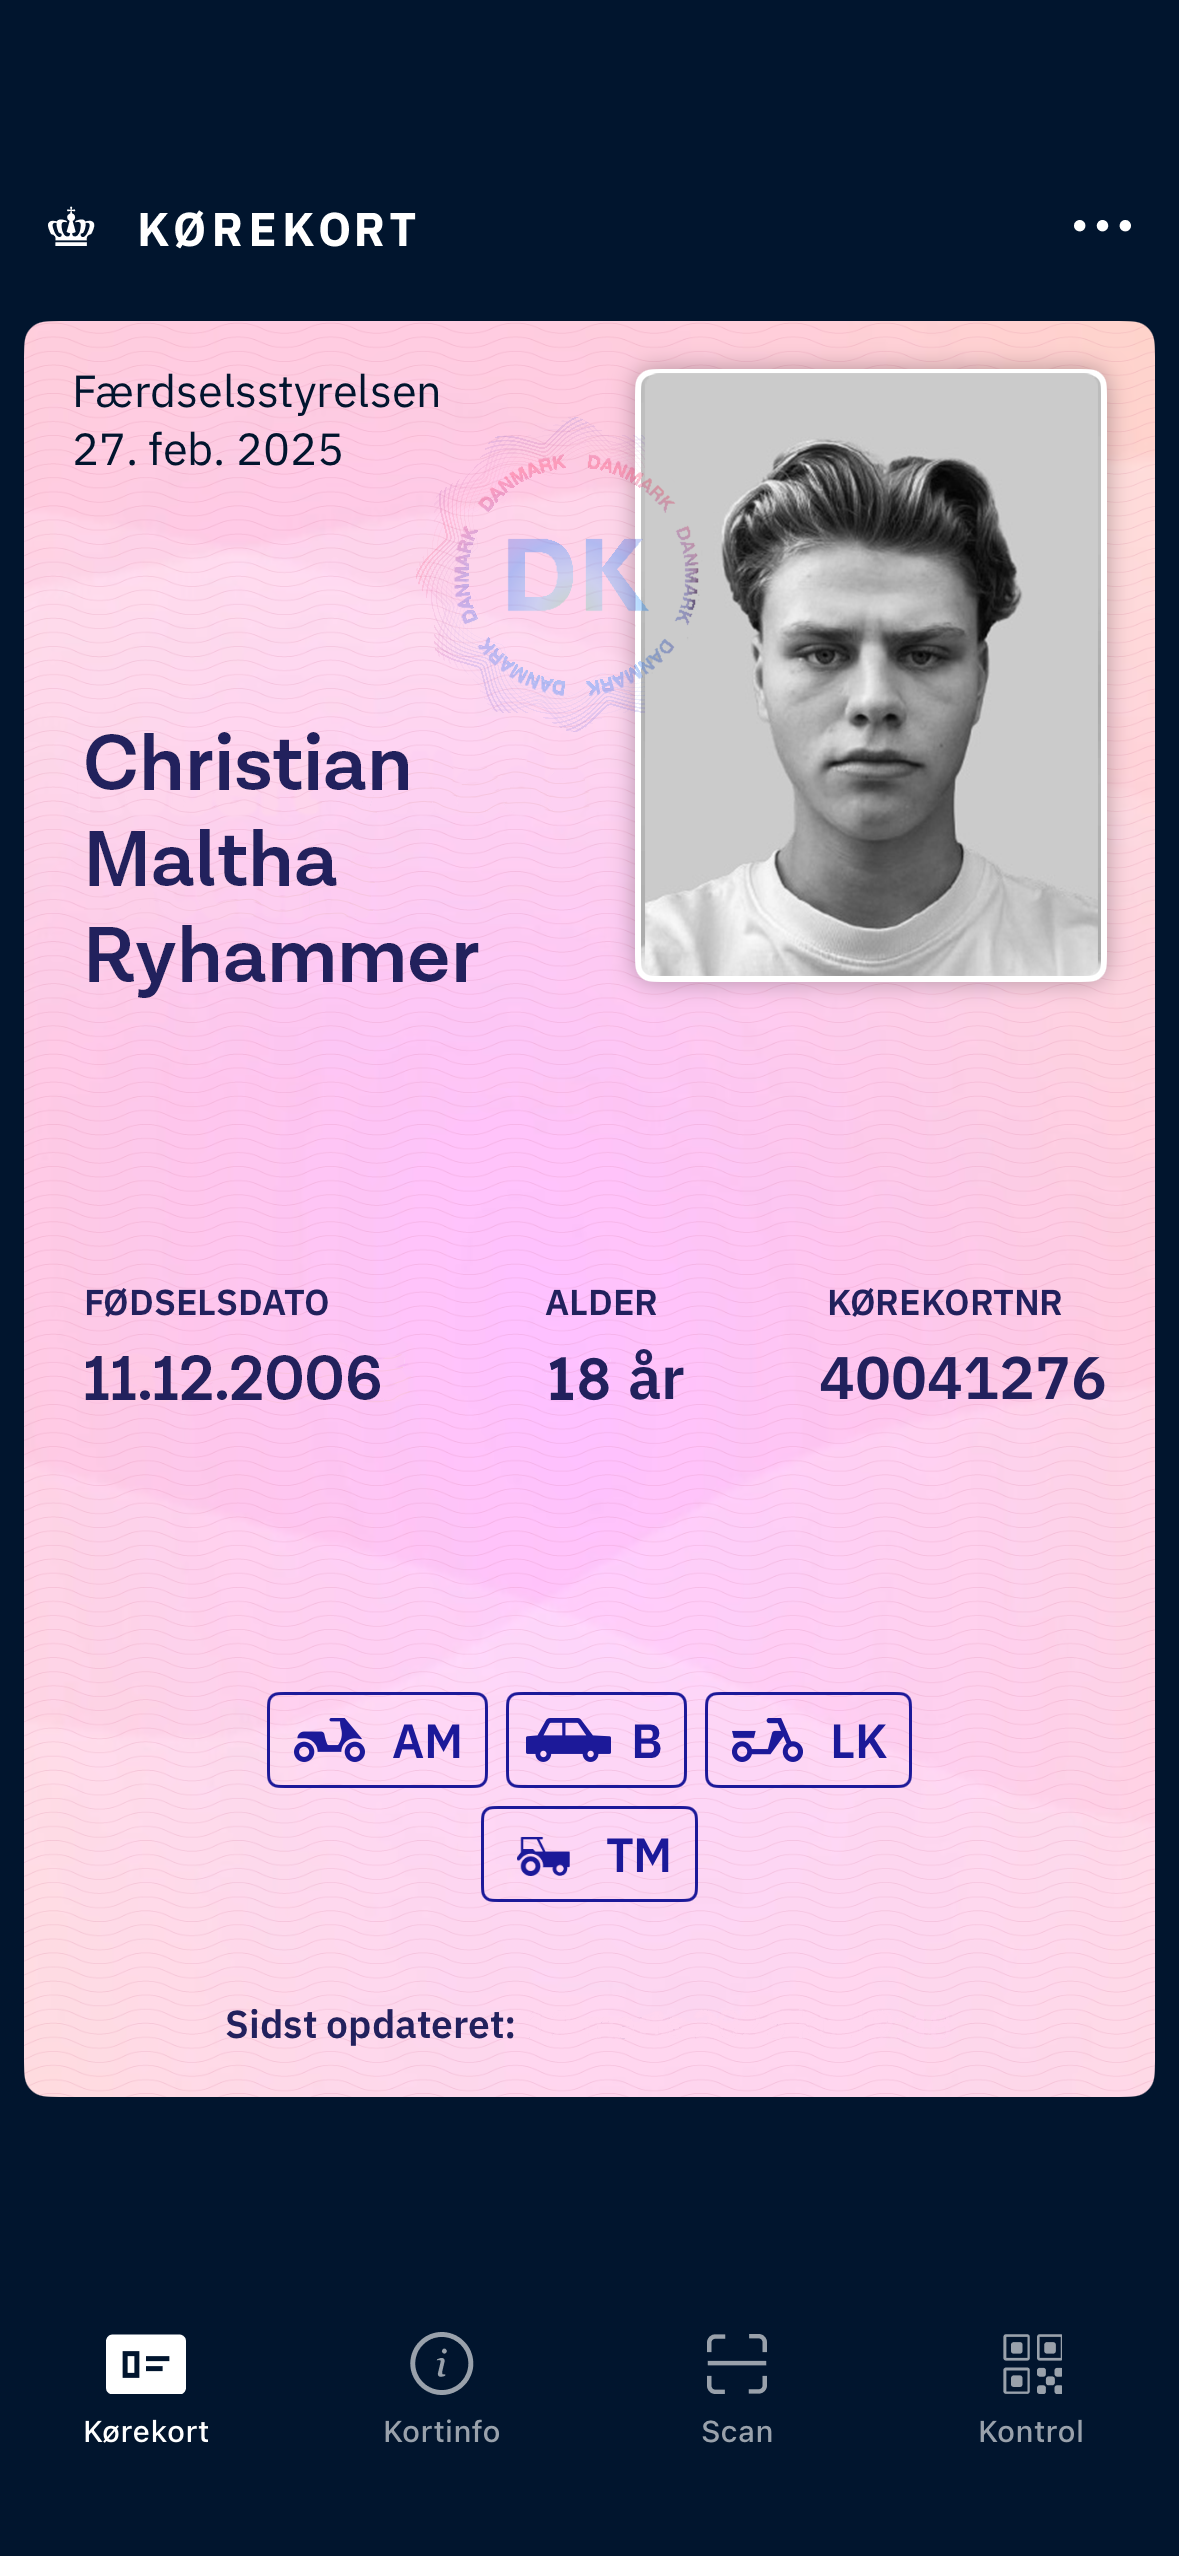 KØREKORT
Færdselsstyrelsen
27. feb. 2025
DANMARK DANMARK DANMARK DANMARK DANMARK DANMARK DANMARK
DK
Christian
Maltha
Ryhammer
FØDSELSDATO ALDER KØREKORTNR
11.12.2006 18 år 40041276
AM B LK
TM
Sidst opdateret:
Kørekort Kortinfo Scan Kontrol